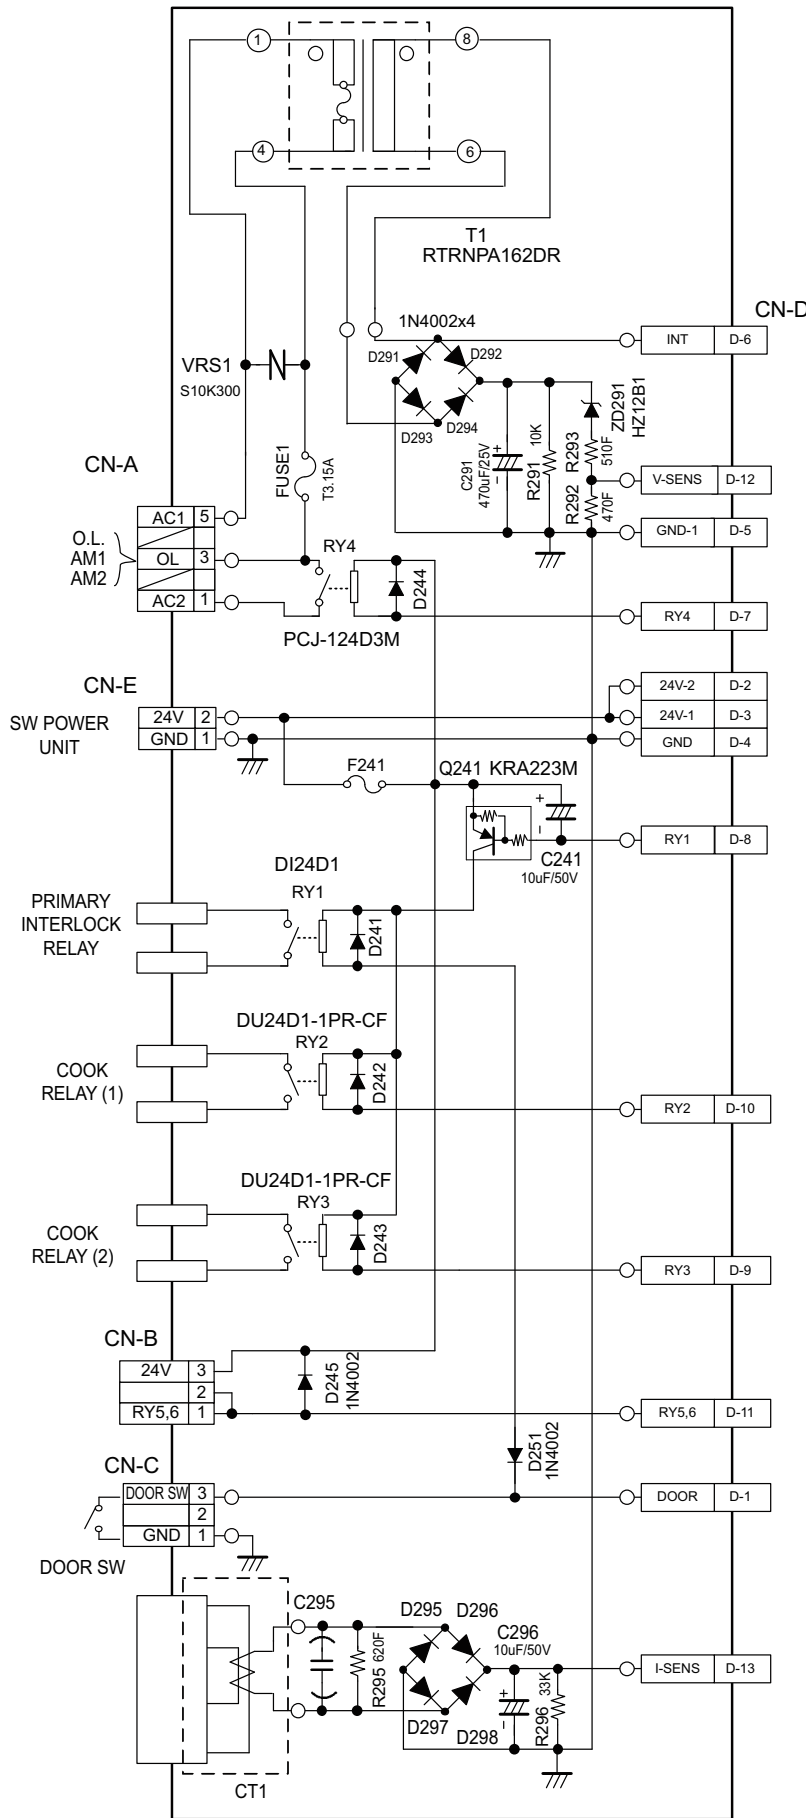 1
8
4
6
T1
RTRNPA162DR
CN-D
1N4002x4
INT D-6
D291
D292
D293
D294
VRS1
S10K300
ZD291
HZ12B1
C291
470uF/25V
+
−
R291
10K
R293
510F
R292
470F
V-SENS D-12
GND-1 D-5
CN-A
FUSE1
T3.15A
AC1 5
OL 3
AC2 1
O.L.
AM1
AM2
RY4
D244
PCJ-124D3M
RY4 D-7
CN-E
24V-2 D-2
24V 2
24V-1 D-3
GND 1
GND D-4
SW POWER
UNIT
F241
Q241 KRA223M
+
−
C241
10uF/50V
RY1 D-8
DI24D1
RY1
D241
PRIMARY
INTERLOCK
RELAY
DU24D1-1PR-CF
RY2
D242
COOK
RELAY (1)
RY2 D-10
DU24D1-1PR-CF
RY3
D243
COOK
RELAY (2)
RY3 D-9
CN-B
24V 3
2
RY5,6 1
D245
1N4002
RY5,6 D-11
D251
1N4002
CN-C
DOOR SW 3
2
GND 1
DOOR D-1
DOOR SW
C295
R295
620F
D295
D296
D297
D298
C296
10uF/50V
+
−
R296
33K
I-SENS D-13
CT1